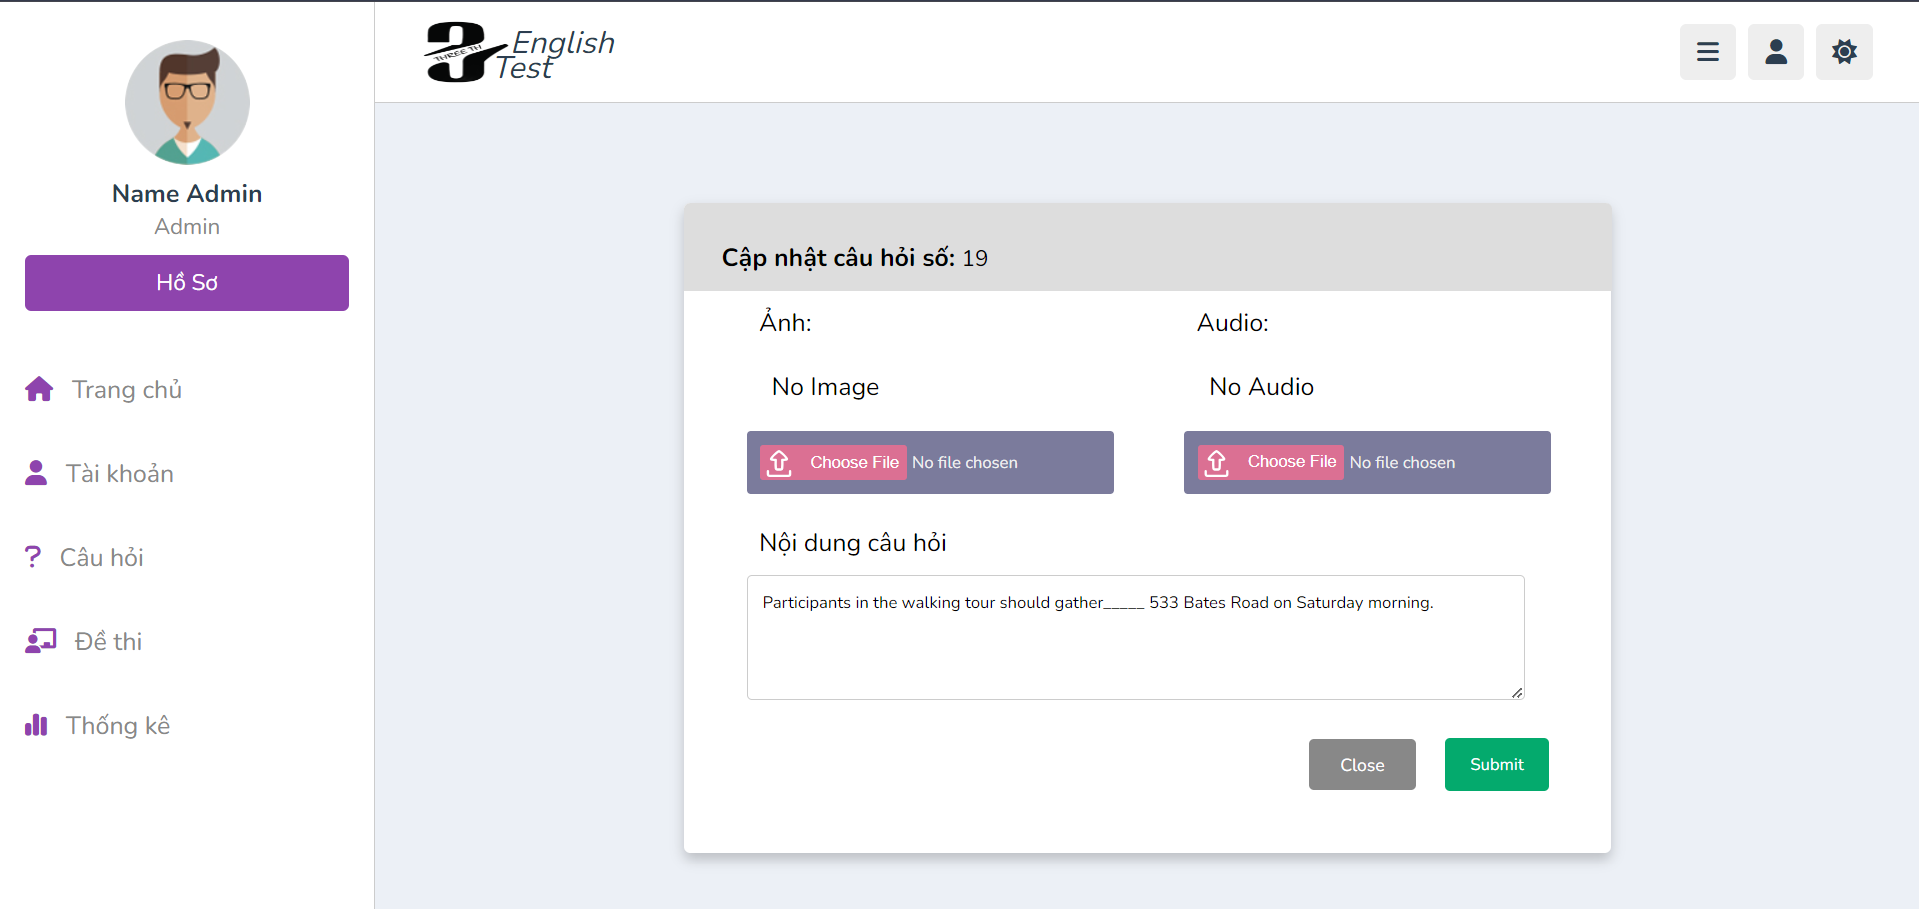 Name Admin
Admin
Hồ Sơ
Trang chủ
Tài khoản
Câu hỏi
Đề thi
Thống kê
THREE TH
English
Test
Cập nhật câu hỏi số: 19
Ảnh:
Audio:
No Image
No Audio
Choose File No file chosen
Choose File No file chosen
Nội dung câu hỏi
Participants in the walking tour should gather_____ 533 Bates Road on Saturday morning.
Close
Submit